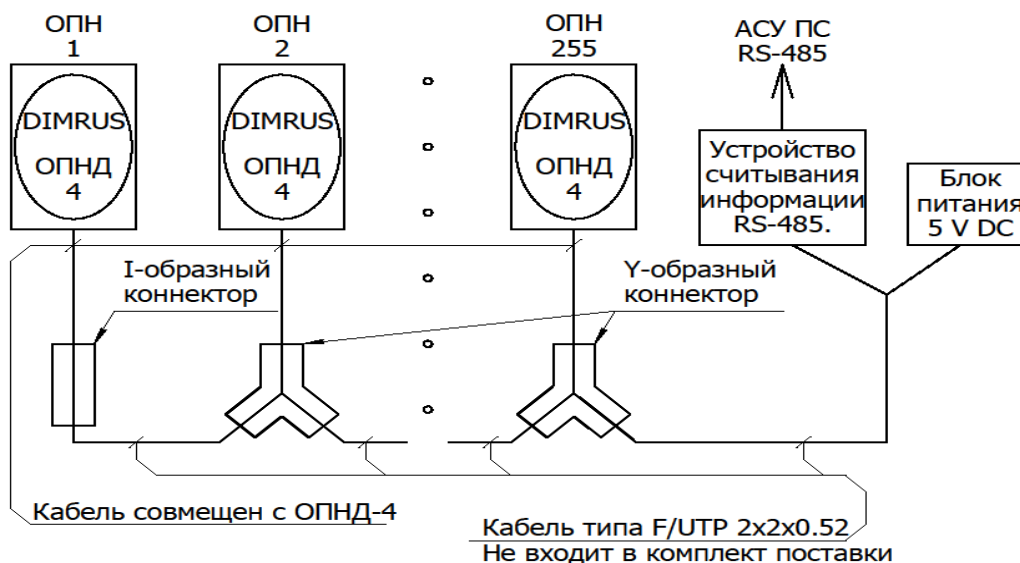 ОПН
1
ОПН
2
ОПН
255
АСУ ПС
RS-485
DIMRUS
ОПНД
4
DIMRUS
ОПНД
4
DIMRUS
ОПНД
4
Устройство
считывания
информации
RS-485.
Блок
питания
5 V DC
I-образный
коннектор
Y-образный
коннектор
Кабель совмещен с ОПНД-4
Кабель типа F/UTP 2x2x0.52
Не входит в комплект поставки